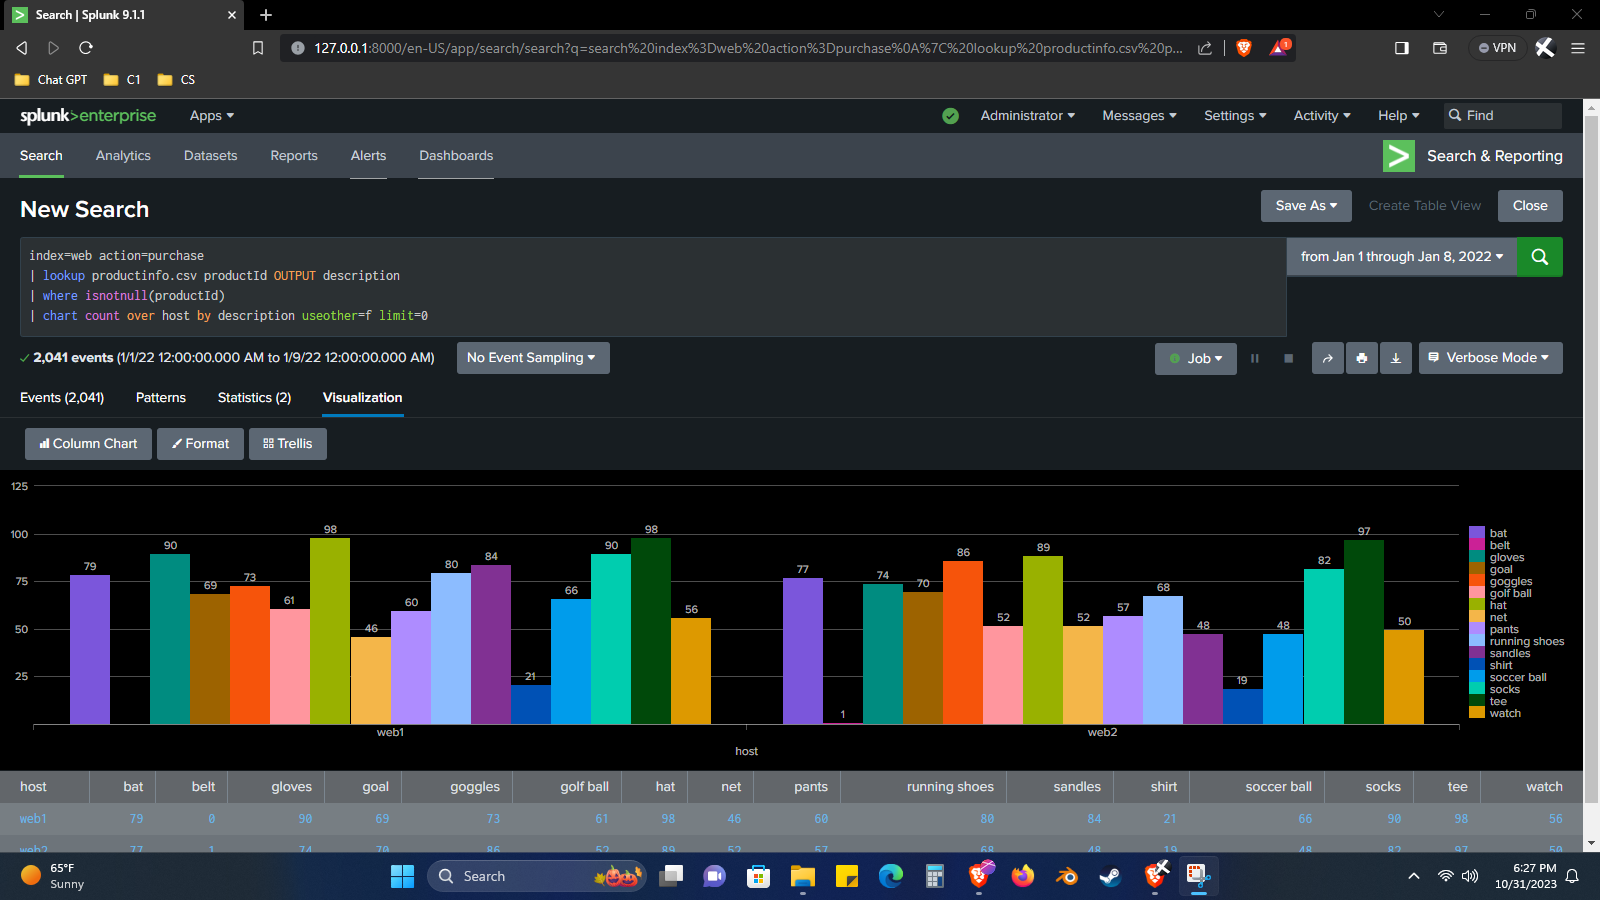 Search | Splunk 9.1.1
127.0.0.1:8000/en-US/app/search/search?q=search%20index%3Dweb%20action%3Dpurchase%0A%7C%20lookup%20productinfo.csv%20p...
1
VPN
Chat GPT C1 CS
splunk>enterprise Apps Administrator Messages Settings Activity Help Find
Search Analytics Datasets Reports Alerts Dashboards Search & Reporting
New Search Save As Create Table View Close
index=web action=purchase
| lookup productinfo.csv productId OUTPUT description
| where isnotnull(productId)
| chart count over host by description useother=f limit=0
from Jan 1 through Jan 8, 2022
2,041 events (1/1/22 12:00:00.000 AM to 1/9/22 12:00:00.000 AM) No Event Sampling Job Verbose Mode
Events (2,041) Patterns Statistics (2) Visualization
Column Chart Format Trellis
125
100
75
50
25
79 90 69 73 61 98 46 60 80 84 21 66 90 98 56
77 1 74 70 86 52 89 52 57 68 48 19 48 82 97 50
web1 web2
host
bat
belt
gloves
goal
goggles
golf ball
hat
net
pants
running shoes
sandles
shirt
soccer ball
socks
tee
watch
host bat belt gloves goal goggles golf ball hat net pants running shoes sandles shirt soccer ball socks tee watch
web1 79 0 90 69 73 61 98 46 60 80 84 21 66 90 98 56
web2 77 1 74 70 86 52 89 52 57 68 48 19 48 82 97 50
65°F
Sunny
Search
6:27 PM
10/31/2023